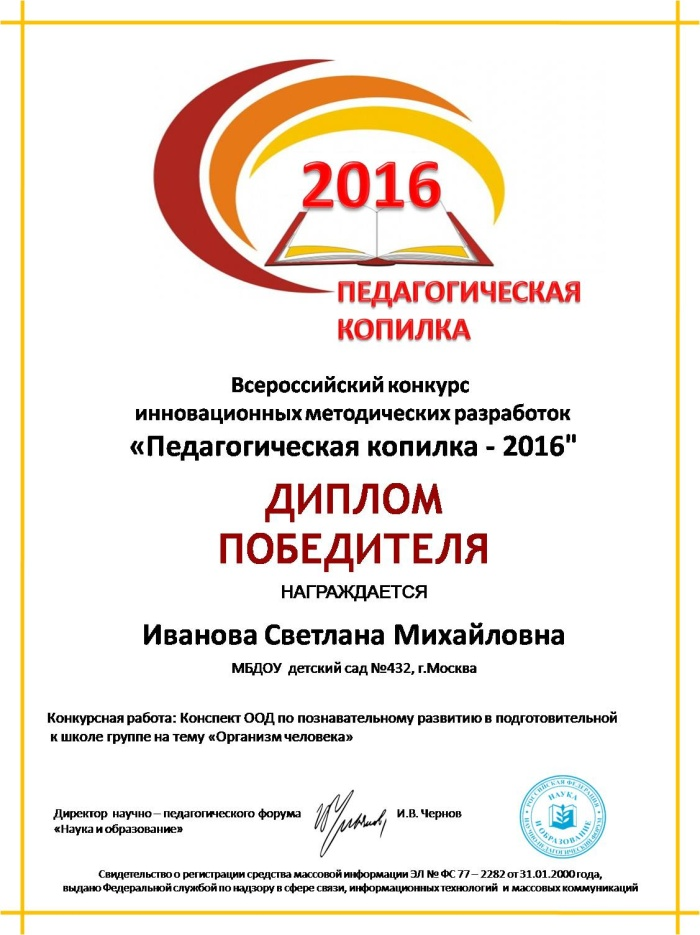 2016
ПЕДАГОГИЧЕСКАЯ
КОПИЛКА
Всероссийский конкурс
инновационных методических разработок
«Педагогическая копилка - 2016"
ДИПЛОМ
ПОБЕДИТЕЛЯ
НАГРАЖДАЕТСЯ
Иванова Светлана Михайловна
МБДОУ детский сад №432, г.Москва
Конкурсная работа: Конспект ООД по познавательному развитию в подготовительной
к школе группе на тему «Организм человека»
Директор научно – педагогического форума
«Наука и образование»
И.В. Чернов
РОССИЙСКАЯ ФЕДЕРАЦИЯ
НАУКА
И ОБРАЗОВАНИЕ
Свидетельство о регистрации средства массовой информации ЭЛ № ФС 77 – 2282 от 31.01.2000 года,
выдано Федеральной службой по надзору в сфере связи, информационных технологий и массовых коммуникаций